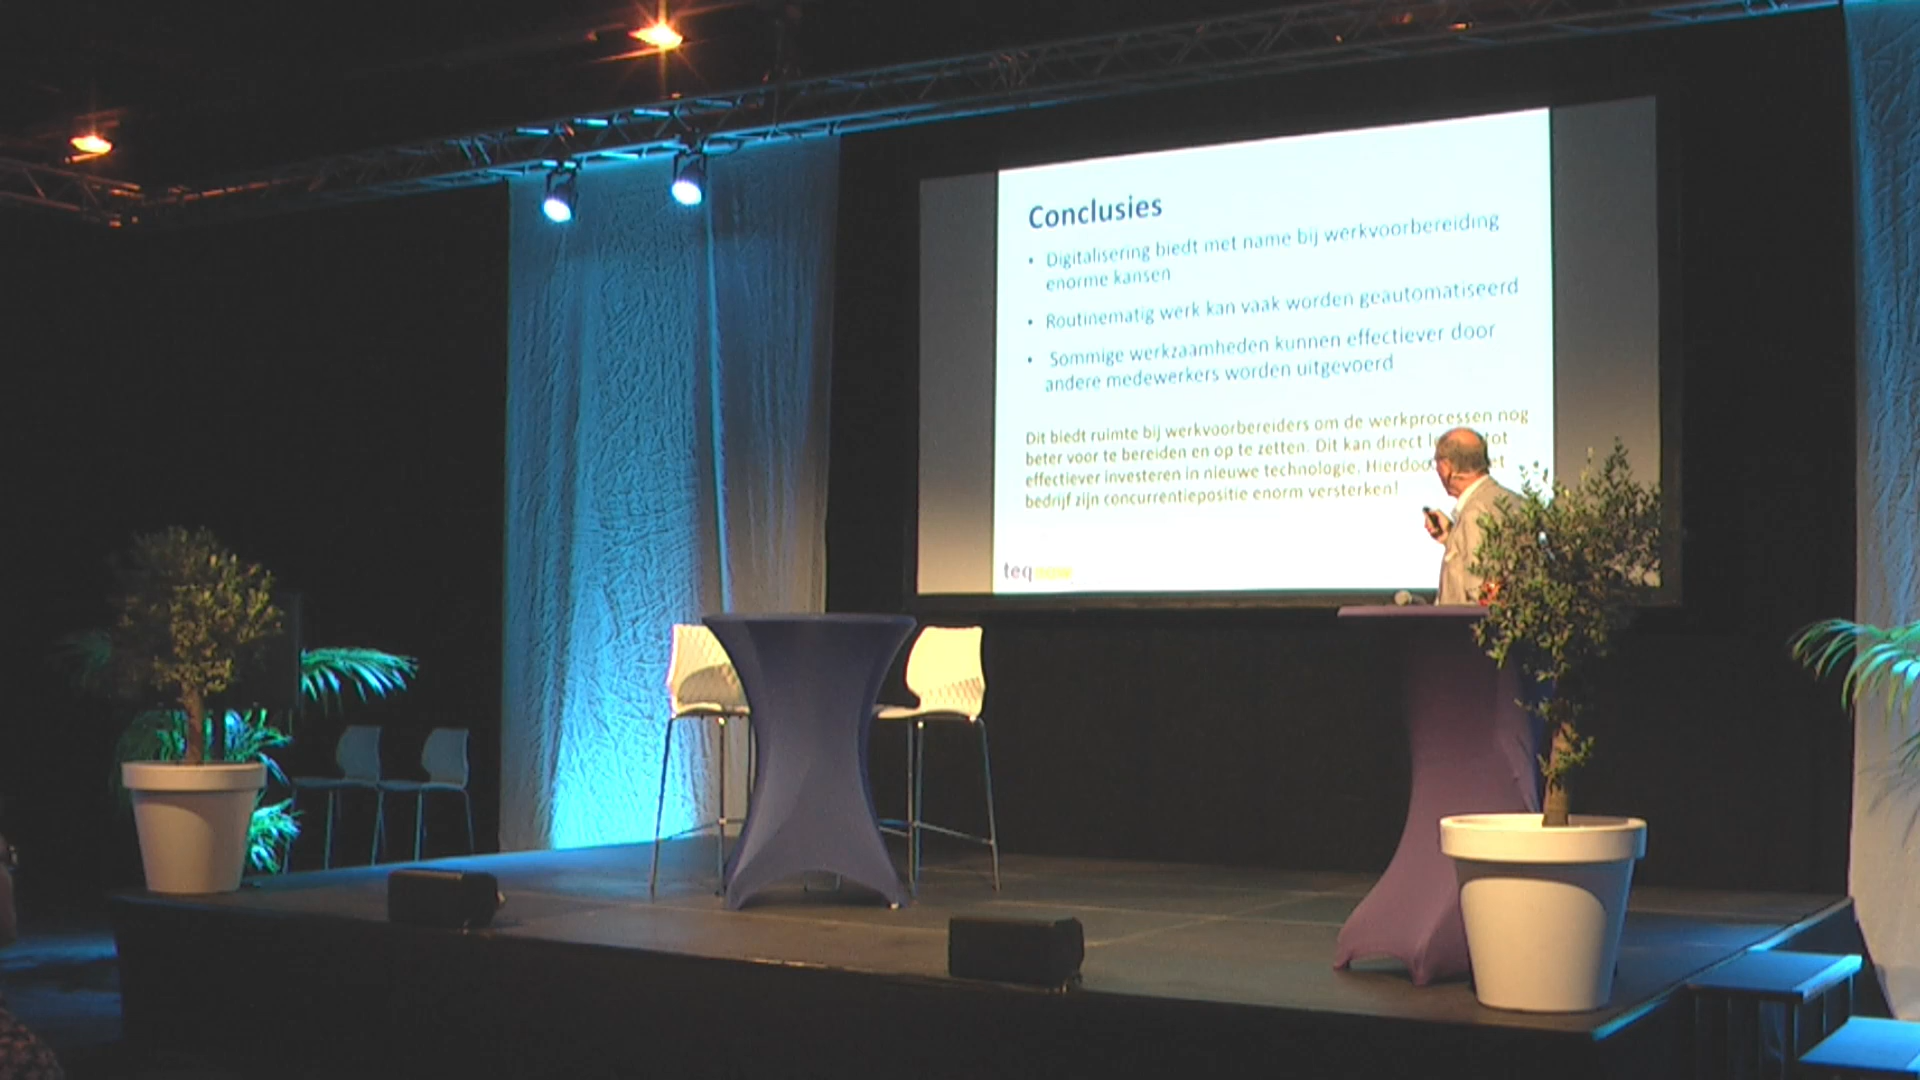 Conclusies
• Digitalisering biedt met name bij werkvoorbereiding
enorme kansen
• Routinematig werk kan vaak worden geautomatiseerd
• Sommige werkzaamheden kunnen effectiever door
andere medewerkers worden uitgevoerd
Dit biedt ruimte bij werkvoorbereiders om de werkprocessen nog
beter voor te bereiden en op te zetten. Dit kan direct tot
effectiever investeren in nieuwe technologie.
bedrijf zijn concurrentiepositie enorm versterken!
teq